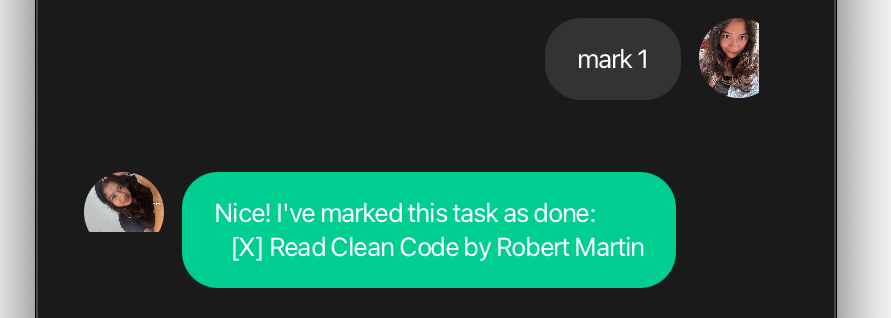 mark 1
Nice! I've marked this task as done:
[X] Read Clean Code by Robert Martin